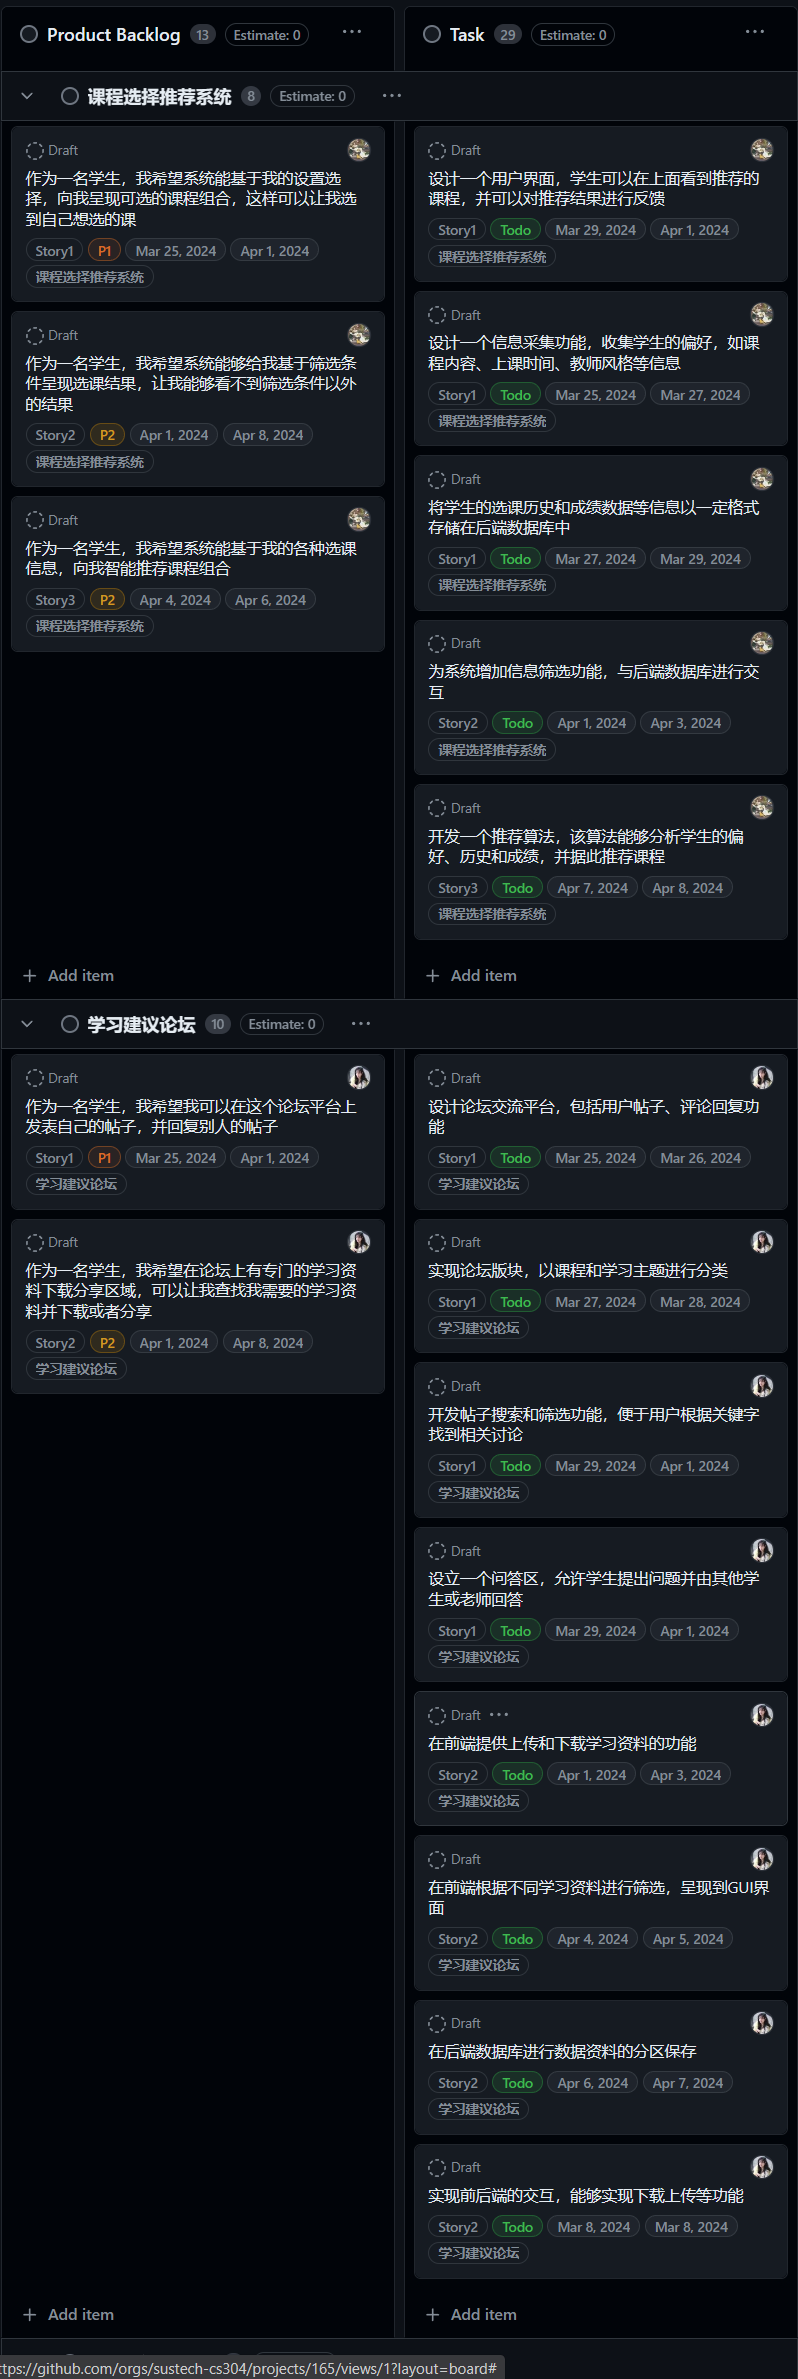 Product Backlog 13 Estimate: 0
Task 29 Estimate: 0
课程选择推荐系统 8 Estimate: 0
Draft
作为一名学生，我希望系统能基于我的设置选
择，向我呈现可选的课程组合，这样可以让我选
到自己想选的课
Story1 P1 Mar 25, 2024 Apr 1, 2024
课程选择推荐系统
Draft
作为一名学生，我希望系统能够给我基于筛选条
件呈现选课结果，让我能够看不到筛选条件以外
的结果
Story2 P2 Apr 1, 2024 Apr 8, 2024
课程选择推荐系统
Draft
作为一名学生，我希望系统能基于我的各种选课
信息，向我智能推荐课程组合
Story3 P2 Apr 4, 2024 Apr 6, 2024
课程选择推荐系统
Add item
Draft
设计一个用户界面，学生可以在上面看到推荐的
课程，并可以对推荐结果进行反馈
Story1 Todo Mar 29, 2024 Apr 1, 2024
课程选择推荐系统
Draft
设计一个信息采集功能，收集学生的偏好，如课
程内容、上课时间、教师风格等信息
Story1 Todo Mar 25, 2024 Mar 27, 2024
课程选择推荐系统
Draft
将学生的选课历史和成绩数据等信息以一定格式
存储在后端数据库中
Story1 Todo Mar 27, 2024 Mar 29, 2024
课程选择推荐系统
Draft
为系统增加信息筛选功能，与后端数据库进行交
互
Story2 Todo Apr 1, 2024 Apr 3, 2024
课程选择推荐系统
Draft
开发一个推荐算法，该算法能够分析学生的偏
好、历史和成绩，并据此推荐课程
Story3 Todo Apr 7, 2024 Apr 8, 2024
课程选择推荐系统
Add item
学习建议论坛 10 Estimate: 0
Draft
作为一名学生，我希望我可以在这个论坛平台上
发表自己的帖子，并回复别人的帖子
Story1 P1 Mar 25, 2024 Apr 1, 2024
学习建议论坛
Draft
作为一名学生，我希望在论坛上有专门的学习资
料下载分享区域，可以让我查找我需要的学习资
料并下载或者分享
Story2 P2 Apr 1, 2024 Apr 8, 2024
学习建议论坛
Add item
Draft
设计论坛交流平台，包括用户帖子、评论回复功
能
Story1 Todo Mar 25, 2024 Mar 26, 2024
学习建议论坛
Draft
实现论坛版块，以课程和学习主题进行分类
Story1 Todo Mar 27, 2024 Mar 28, 2024
学习建议论坛
Draft
开发帖子搜索和筛选功能，便于用户根据关键字
找到相关讨论
Story1 Todo Mar 29, 2024 Apr 1, 2024
学习建议论坛
Draft
设立一个问答区，允许学生提出问题并由其他学
生或老师回答
Story1 Todo Mar 29, 2024 Apr 1, 2024
学习建议论坛
Draft
在前端提供上传和下载学习资料的功能
Story2 Todo Apr 1, 2024 Apr 3, 2024
学习建议论坛
Draft
在前端根据不同学习资料进行筛选，呈现到GUI界
面
Story2 Todo Apr 4, 2024 Apr 5, 2024
学习建议论坛
Draft
在后端数据库进行数据资料的分区保存
Story2 Todo Apr 6, 2024 Apr 7, 2024
学习建议论坛
Draft
实现前后端的交互，能够实现下载上传等功能
Story2 Todo Mar 8, 2024 Mar 8, 2024
学习建议论坛
Add item
ttps://github.com/orgs/sustech-cs304/projects/165/views/1?layout=board#